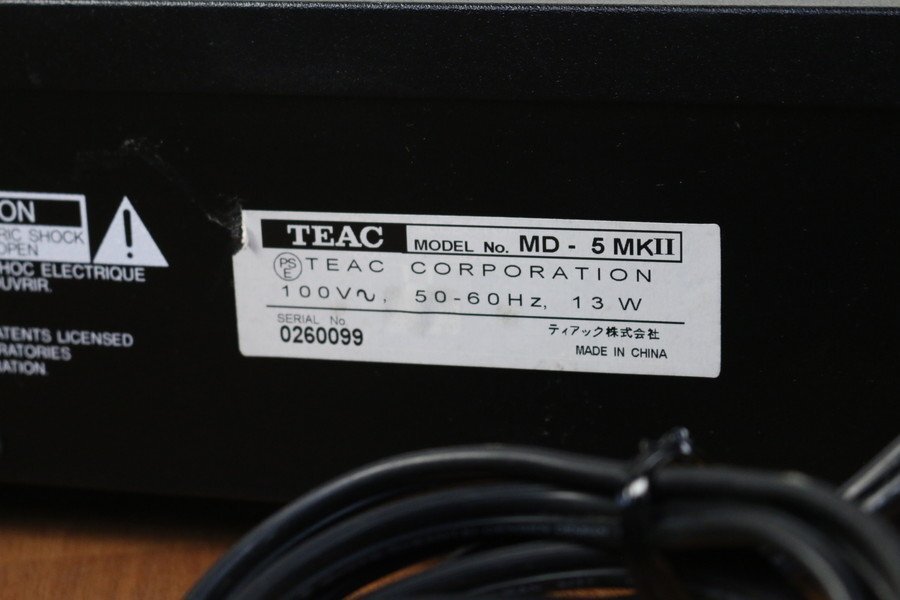 ON
RIC SHOCK
OPEN
HOC ELECTRIQUE
OUVRIR.
ATENTS LICENSED
RATORIES
RATION.
TEAC MODEL No. MD - 5 MKII
PS E TEAC CORPORATION
100V∿, 50-60Hz, 13 W
SERIAL No.
0260099
ティアック株式会社
MADE IN CHINA